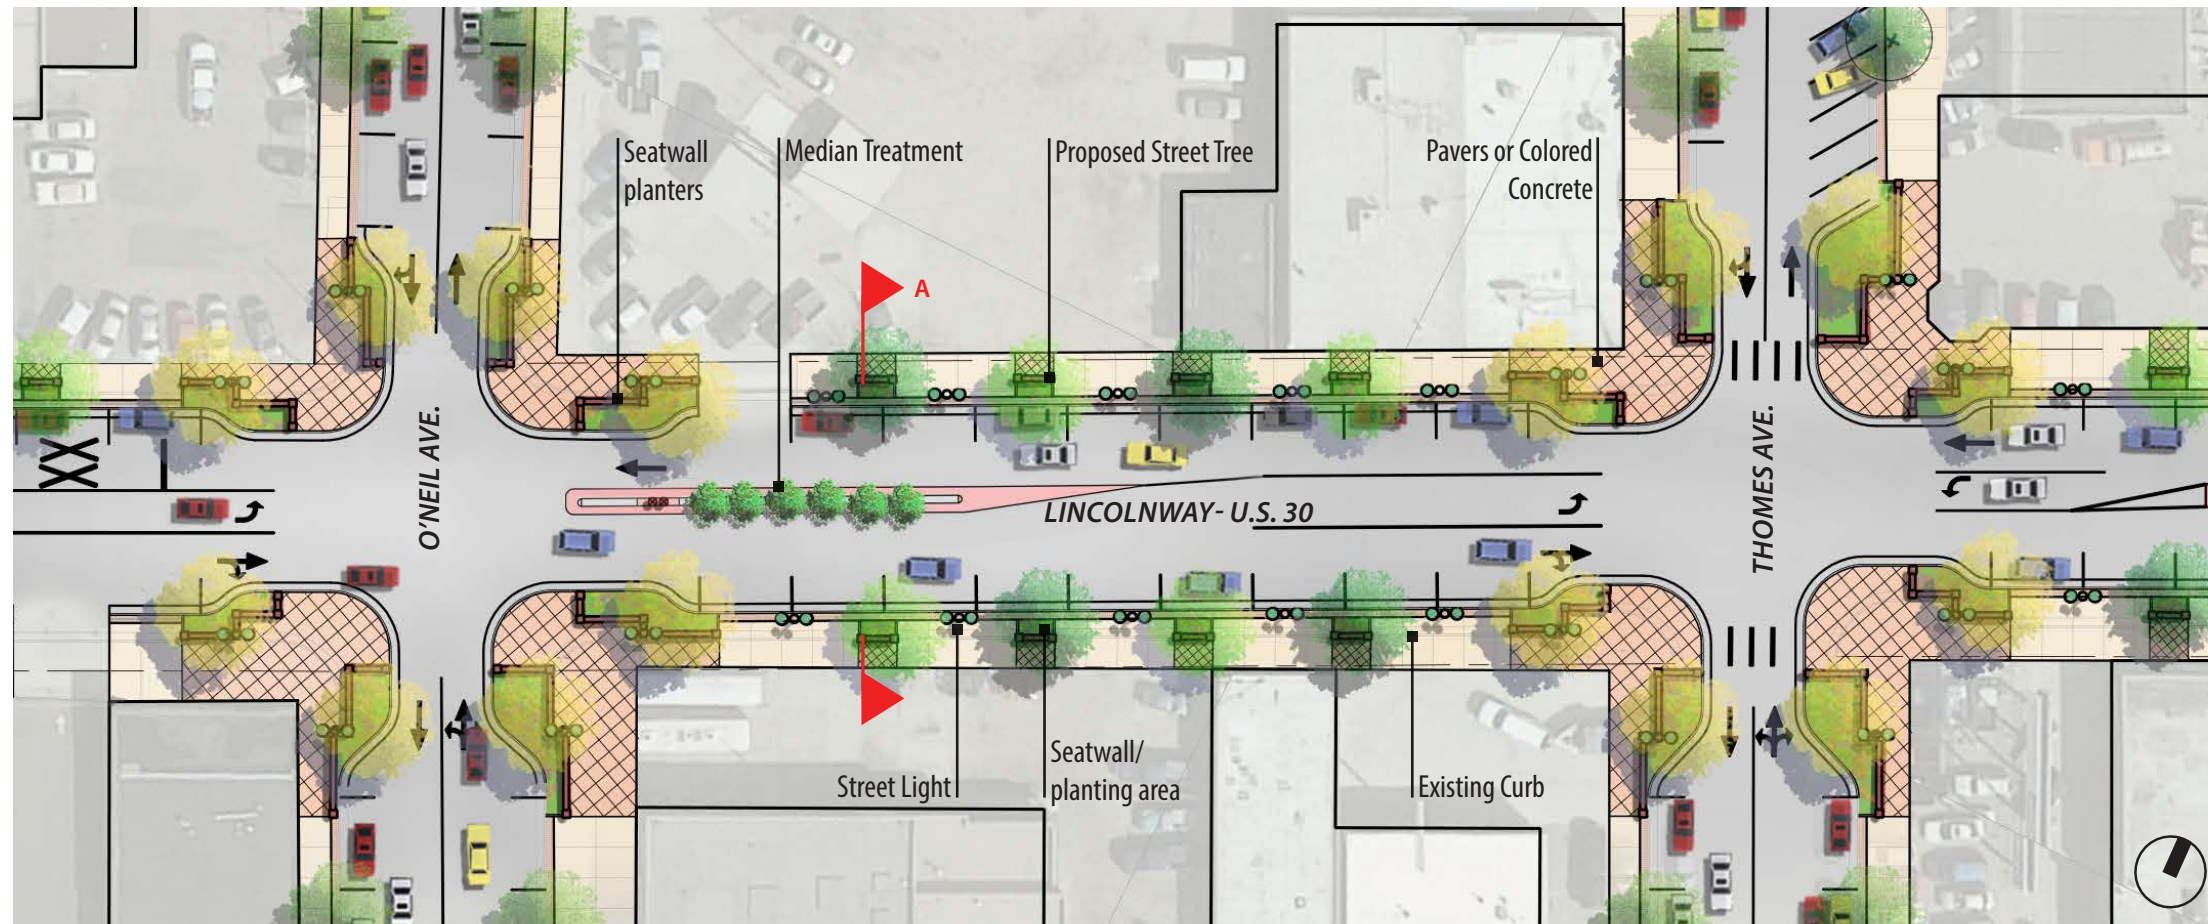 Seatwall
planters
Median Treatment
Proposed Street Tree
Pavers or Colored
Concrete
A
O'NEIL AVE.
LINCOLNWAY- U.S. 30
THOMES AVE.
Street Light
Seatwall/
planting area
Existing Curb